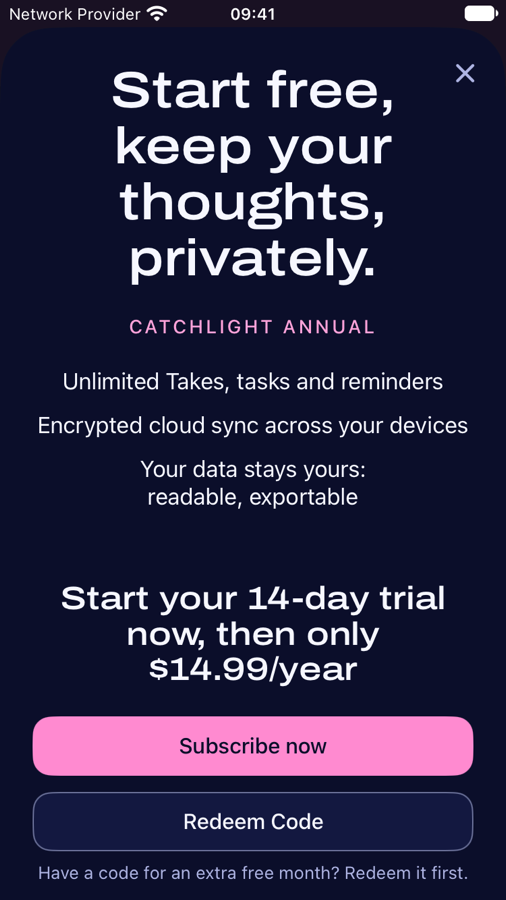 Network Provider 09:41
Start free,
keep your
thoughts,
privately.
CATCHLIGHT ANNUAL
Unlimited Takes, tasks and reminders
Encrypted cloud sync across your devices
Your data stays yours:
readable, exportable
Start your 14-day trial
now, then only
$14.99/year
Subscribe now
Redeem Code
Have a code for an extra free month? Redeem it first.